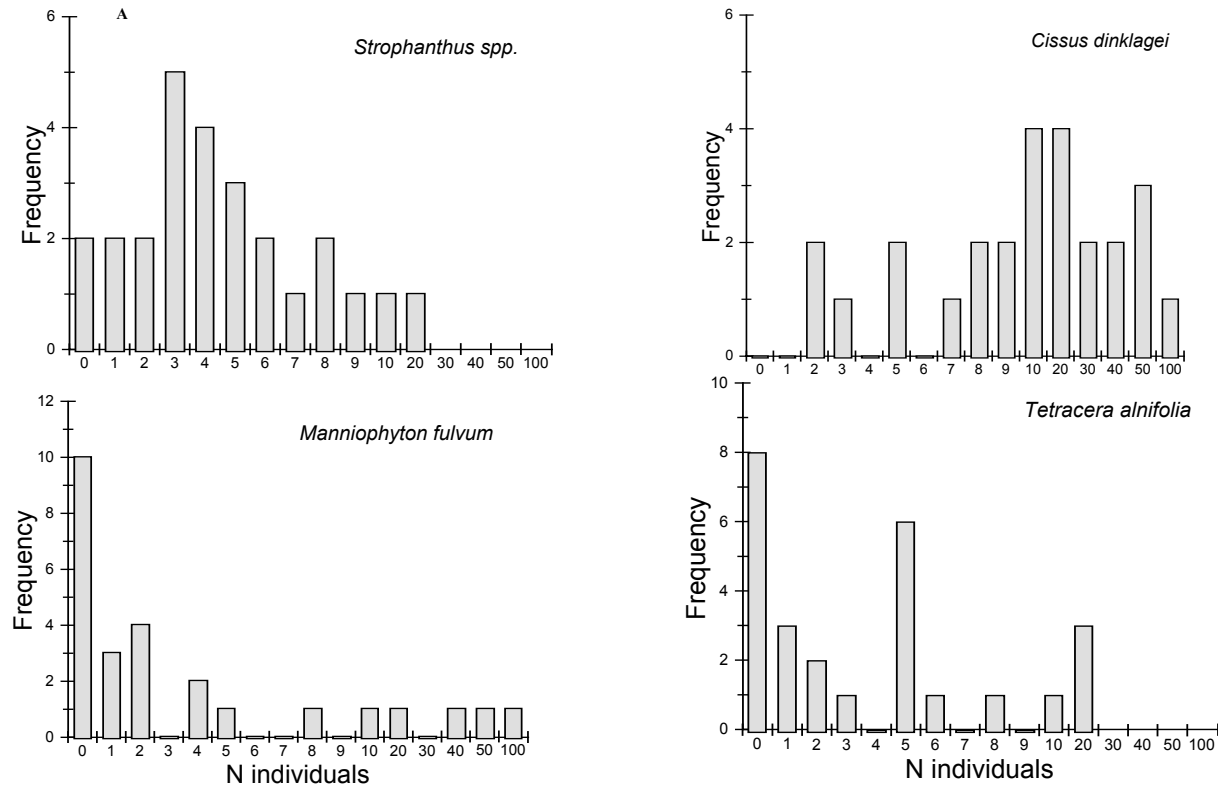 A
Strophanthus spp.
Frequency
6
4
2
0
0 1 2 3 4 5 6 7 8 9 10 20 30 40 50 100
Cissus dinklagei
Frequency
6
4
2
0
0 1 2 3 4 5 6 7 8 9 10 20 30 40 50 100
Manniophyton fulvum
Frequency
12
10
8
6
4
2
0
0 1 2 3 4 5 6 7 8 9 10 20 30 40 50 100
N individuals
Tetracera alnifolia
Frequency
10
8
6
4
2
0
0 1 2 3 4 5 6 7 8 9 10 20 30 40 50 100
N individuals